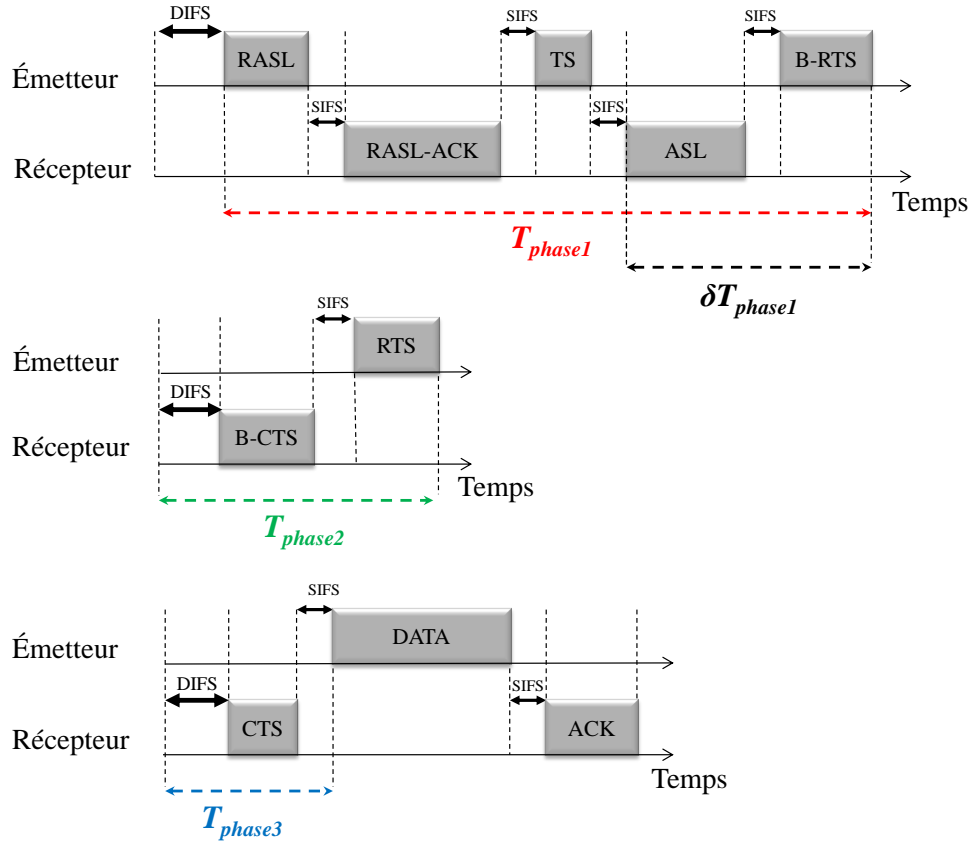 DIFS
SIFS
SIFS
RASL
TS
B-RTS
Émetteur
SIFS
SIFS
RASL-ACK
ASL
Récepteur
Temps
Tphase1
δTphase1
SIFS
RTS
Émetteur
DIFS
B-CTS
Récepteur
Temps
Tphase2
SIFS
DATA
Émetteur
DIFS
SIFS
CTS
ACK
Récepteur
Temps
Tphase3